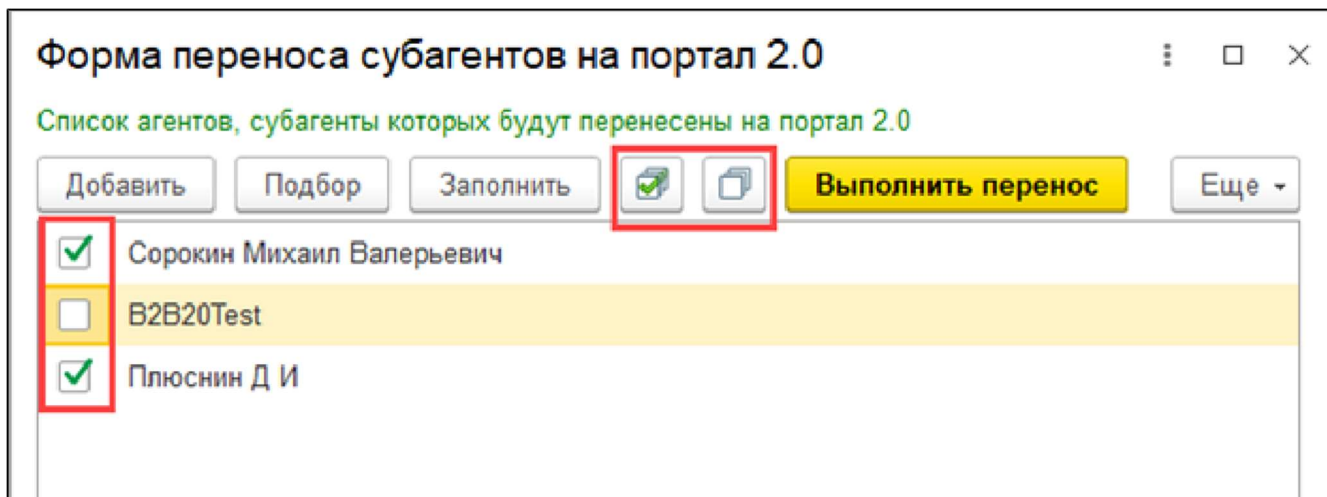 Форма переноса субагентов на портал 2.0
Список агентов, субагенты которых будут перенесены на портал 2.0
Добавить Подбор Заполнить Выполнить перенос Еще
Сорокин Михаил Валерьевич
B2B20Test
Плюснин Д И